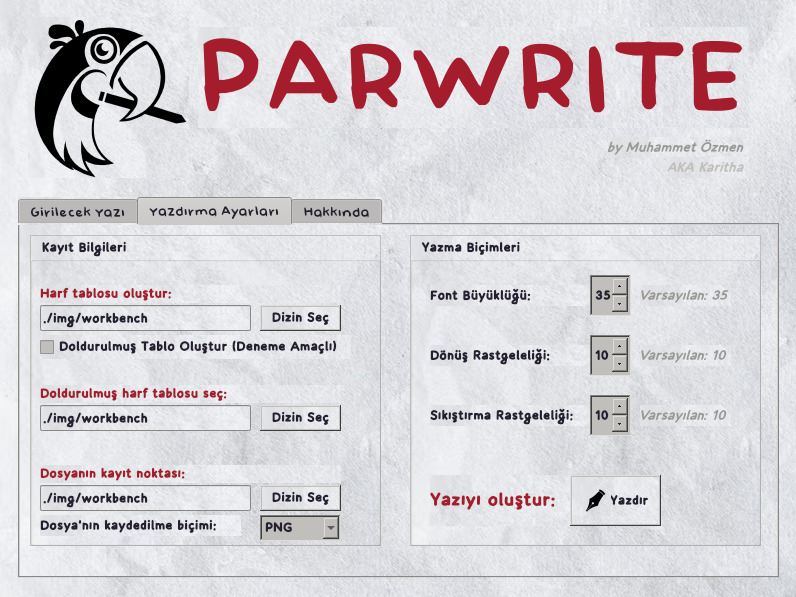 PARWRITE
by Muhammet Özmen
AKA Karitha
Girilecek Yazı
Yazdırma Ayarları
Hakkında
Kayıt Bilgileri
Harf tablosu oluştur:
./img/workbench
Dizin Seç
Doldurulmuş Tablo Oluştur (Deneme Amaçlı)
Doldurulmuş harf tablosu seç:
./img/workbench
Dizin Seç
Dosyanın kayıt noktası:
./img/workbench
Dizin Seç
Dosya'nın kaydedilme biçimi:
PNG
Yazma Biçimleri
Font Büyüklüğü:
35
Varsayılan: 35
Dönüş Rastgeleliği:
10
Varsayılan: 10
Sıkıştırma Rastgeleliği:
10
Varsayılan: 10
Yazıyı oluştur:
Yazdır